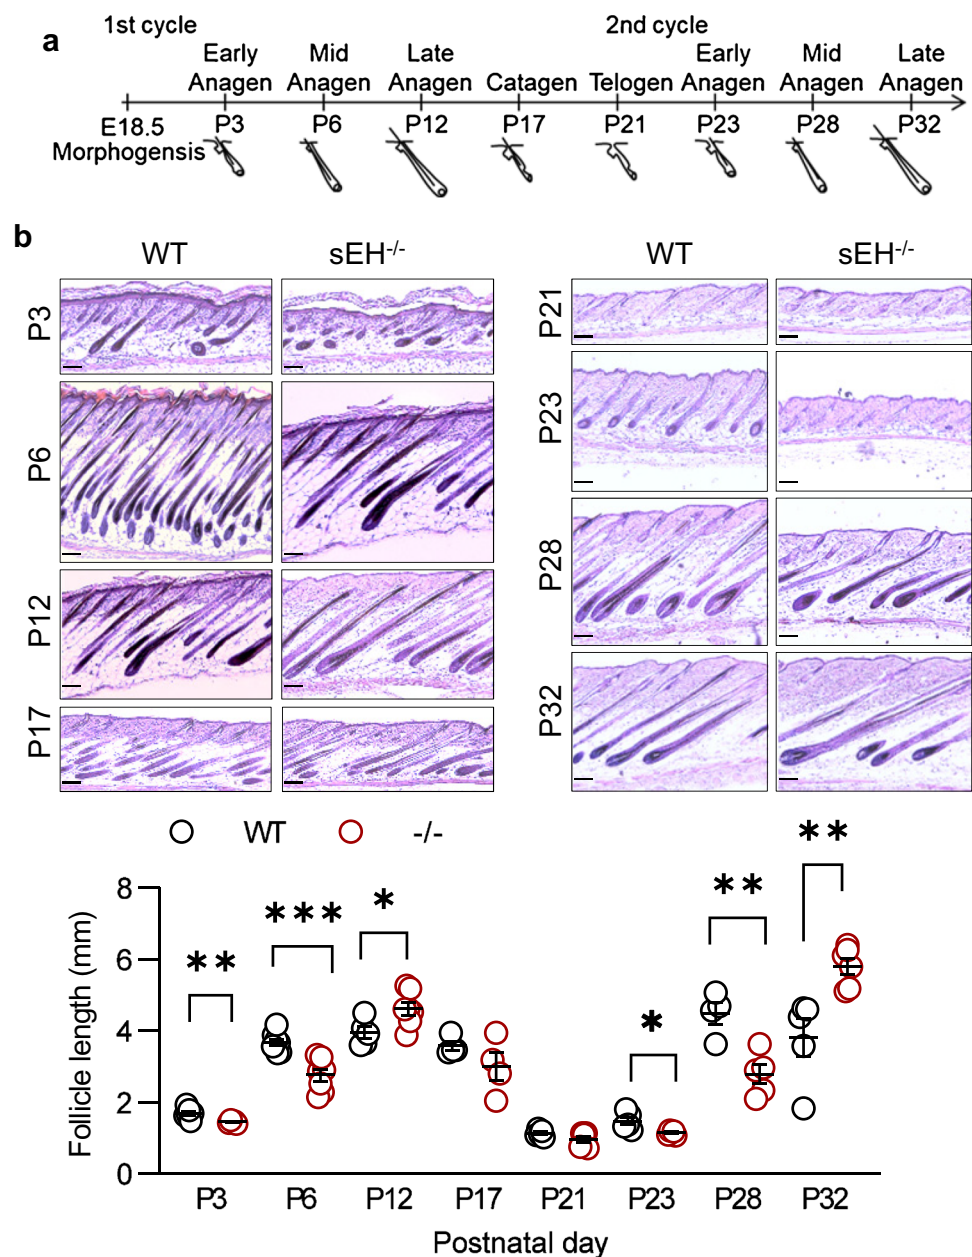 a
1st cycle
2nd cycle
Early Anagen
Mid Anagen
Late Anagen
Catagen
Telogen
Early Anagen
Mid Anagen
Late Anagen
E18.5
Morphogensis
P3
P6
P12
P17
P21
P23
P28
P32
b
WT
sEH-/-
WT
sEH-/-
P3
P6
P12
P17
P21
P23
P28
P32
WT
-/-
Follicle length (mm)
8
6
4
2
0
**
***
*
*
**
**
P3
P6
P12
P17
P21
P23
P28
P32
Postnatal day